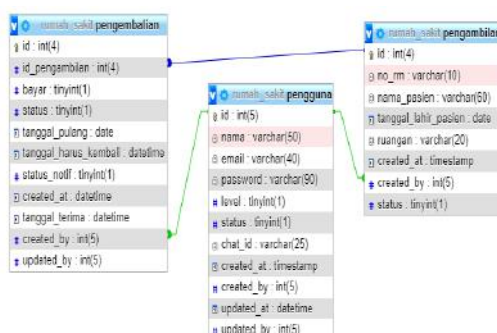 rumah_sakit pengembalian
id : int(4)
id_pengambilan : int(4)
bayar : tinyint(1)
status : tinyint(1)
tanggal_pulang : date
tanggal_harus_kembali : datetime
status_notif : tinyint(1)
created_at : datetime
tanggal_terima : datetime
created_by : int(5)
updated_by : int(5)
rumah_sakit pengguna
id : int(5)
nama : varchar(50)
email : varchar(40)
password : varchar(90)
level : tinyint(1)
status : tinyint(1)
chat_id : varchar(25)
created_at : timestamp
created_by : int(5)
updated_at : datetime
updated_by : int(5)
rumah_sakit pengambilan
id : int(4)
no_rm : varchar(10)
nama_pasien : varchar(60)
tanggal_lahir_pasien : date
ruangan : varchar(20)
created_at : timestamp
created_by : int(5)
status : tinyint(1)